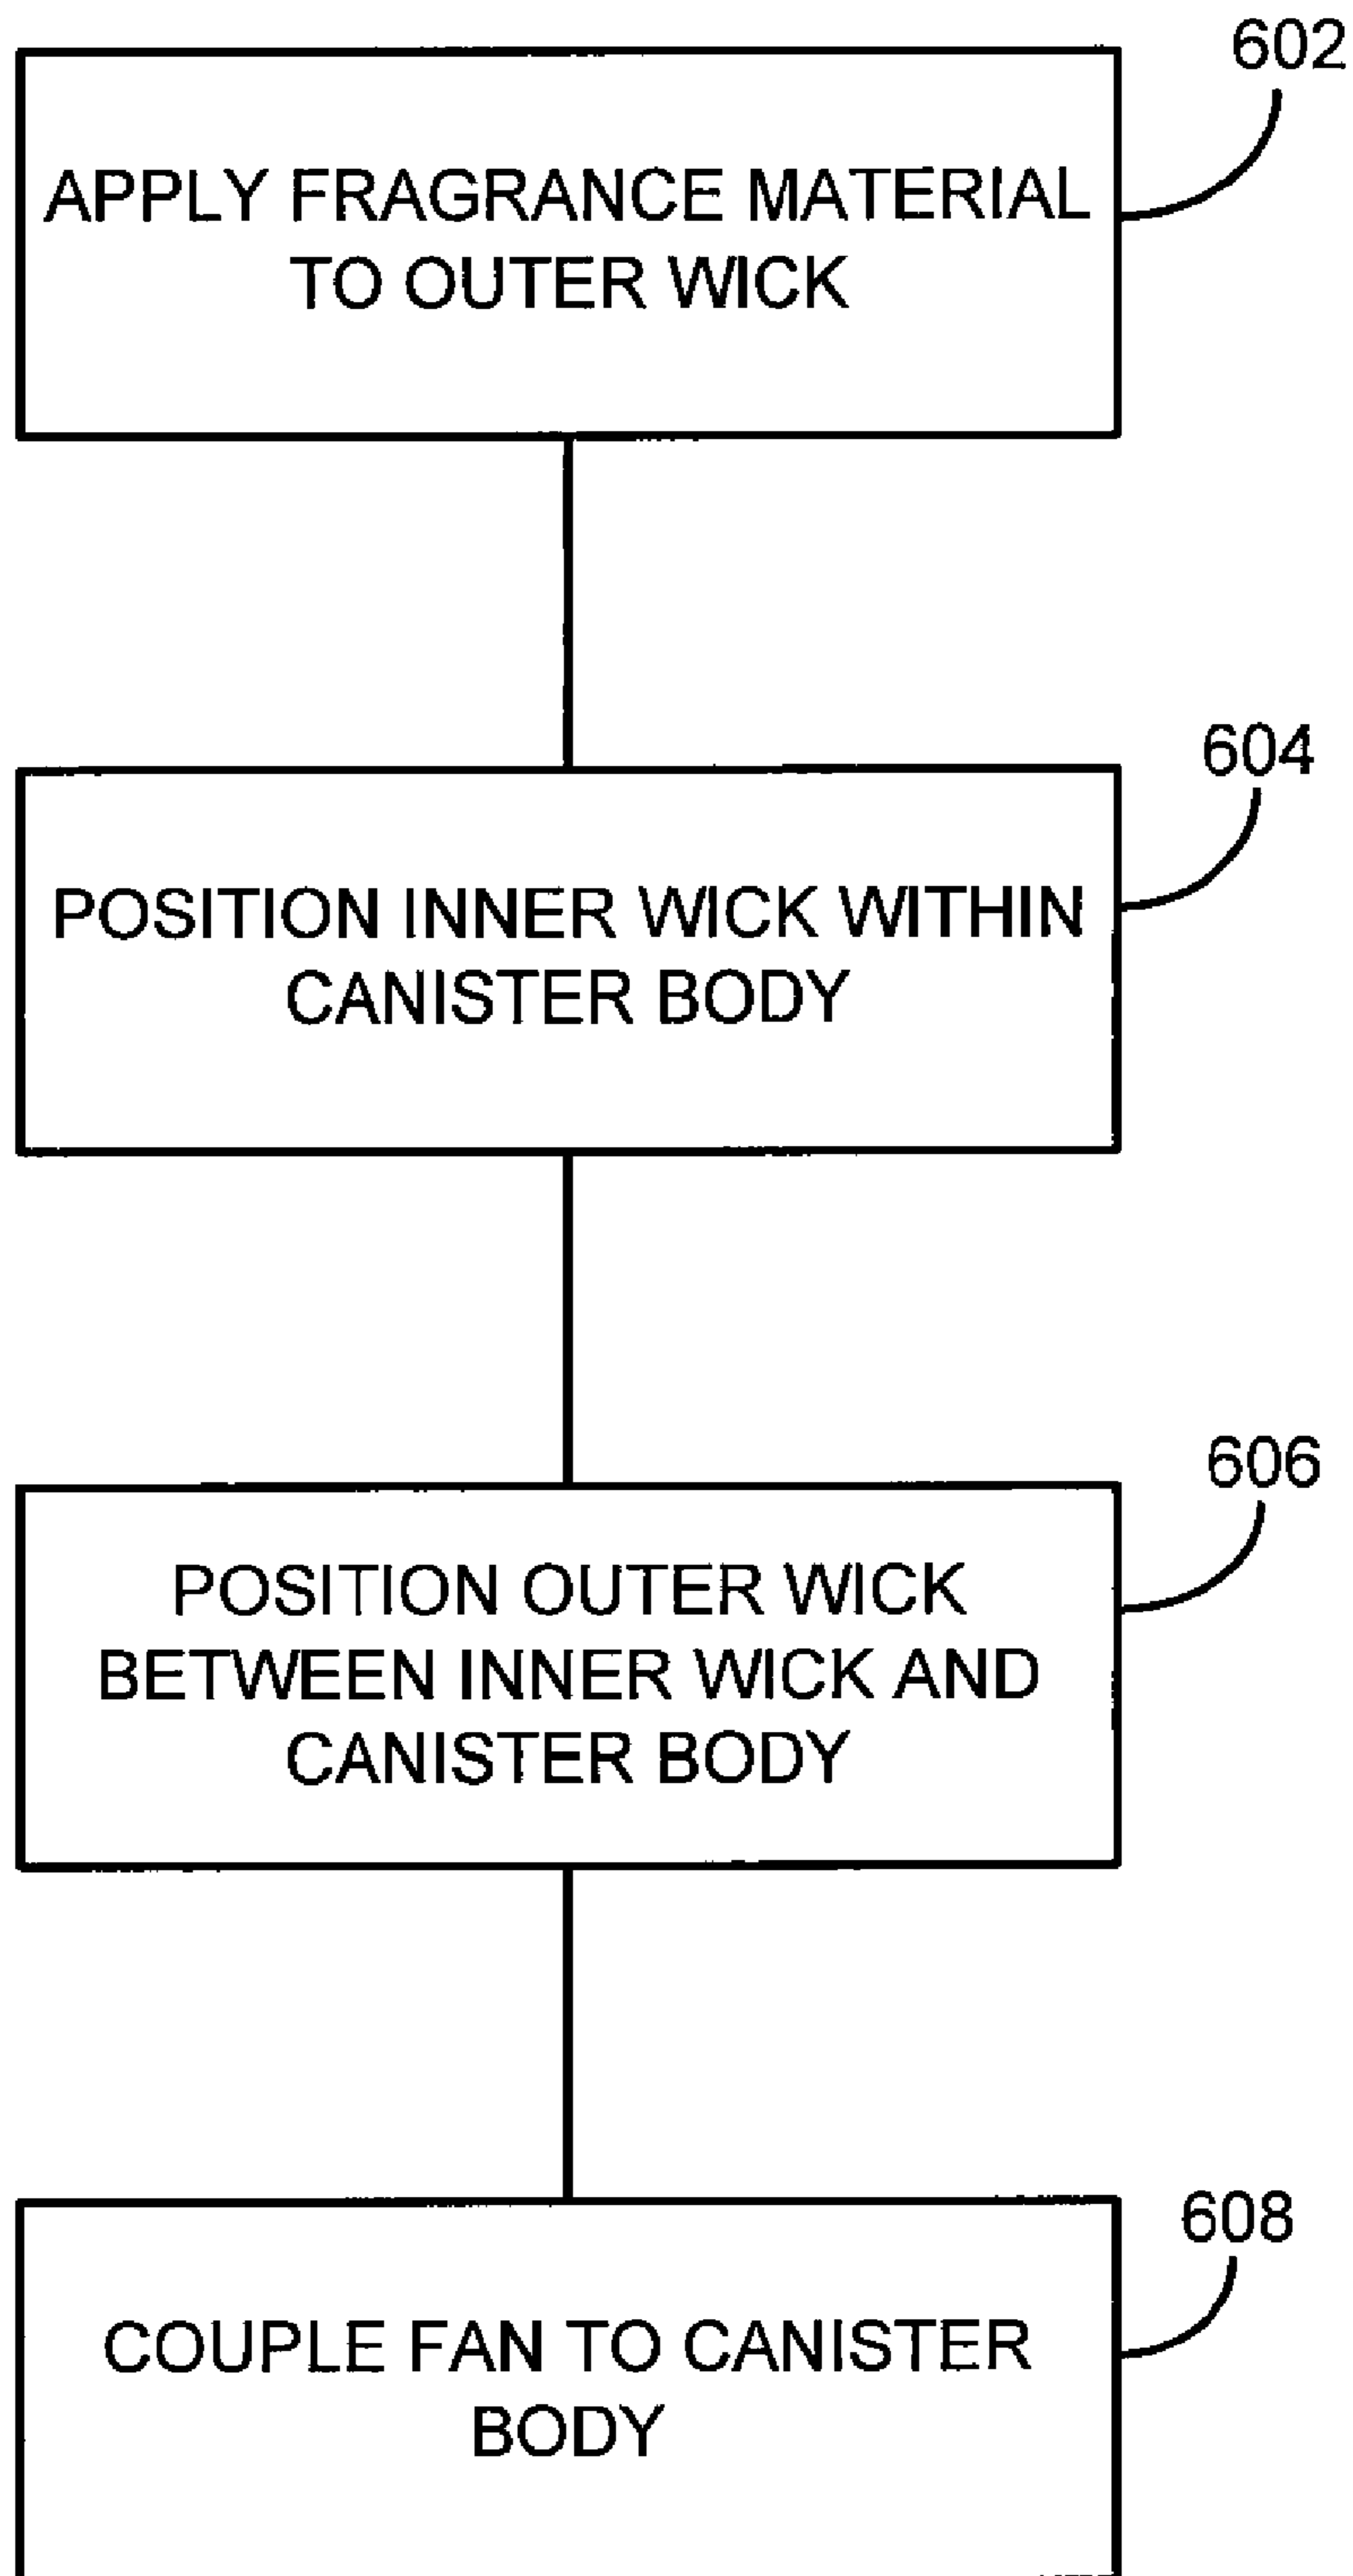 602
APPLY FRAGRANCE MATERIAL
TO OUTER WICK
604
POSITION INNER WICK WITHIN
CANISTER BODY
606
POSITION OUTER WICK
BETWEEN INNER WICK AND
CANISTER BODY
608
COUPLE FAN TO CANISTER
BODY